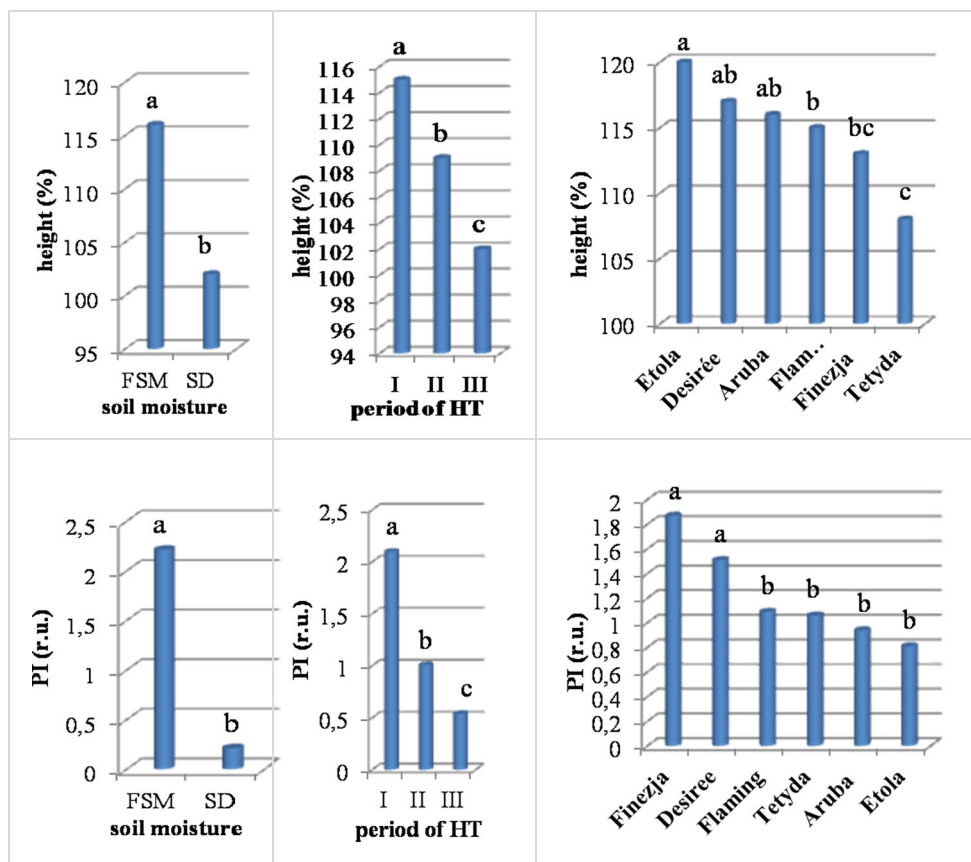 height (%)
120
115
110
105
100
95
a
b
FSM SD
soil moisture
height (%)
116
114
112
110
108
106
104
102
100
98
96
94
a
b
c
I II III
period of HT
height (%)
120
115
110
105
100
a
ab
ab
b
bc
c
Etola
Desirée
Aruba
Flam..
Finezja
Tetyda
PI (r.u.)
2,5
2
1,5
1
0,5
0
a
b
FSM SD
soil moisture
PI (r.u.)
2,5
2
1,5
1
0,5
0
a
b
c
I II III
period of HT
PI (r.u.)
2
1,8
1,6
1,4
1,2
1
0,8
0,6
0,4
0,2
0
a
a
b
b
b
b
Finezja
Desiree
Flaming
Tetyda
Aruba
Etola